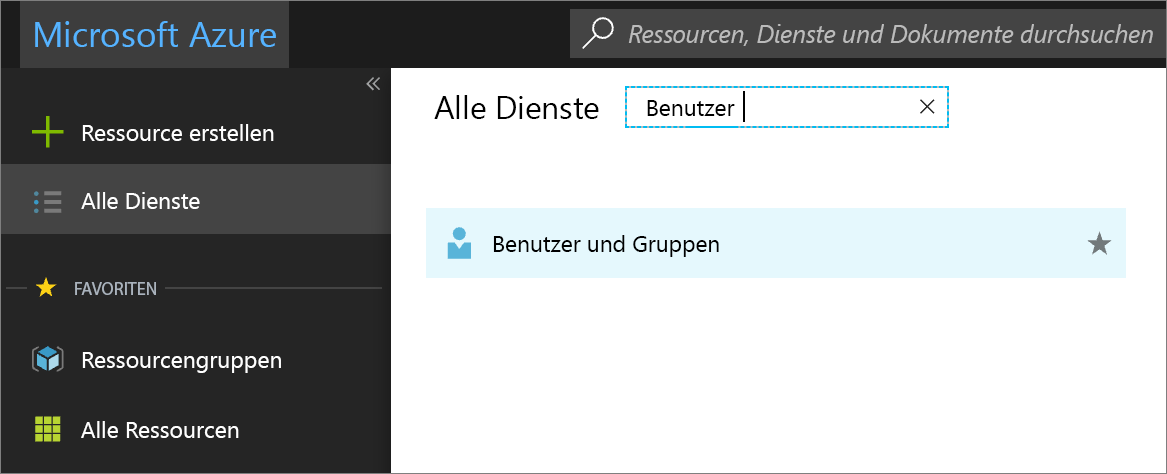 Microsoft Azure
Ressourcen, Dienste und Dokumente durchsuchen
Ressource erstellen
Alle Dienste
FAVORITEN
Ressourcengruppen
Alle Ressourcen
Alle Dienste
Benutzer
Benutzer und Gruppen